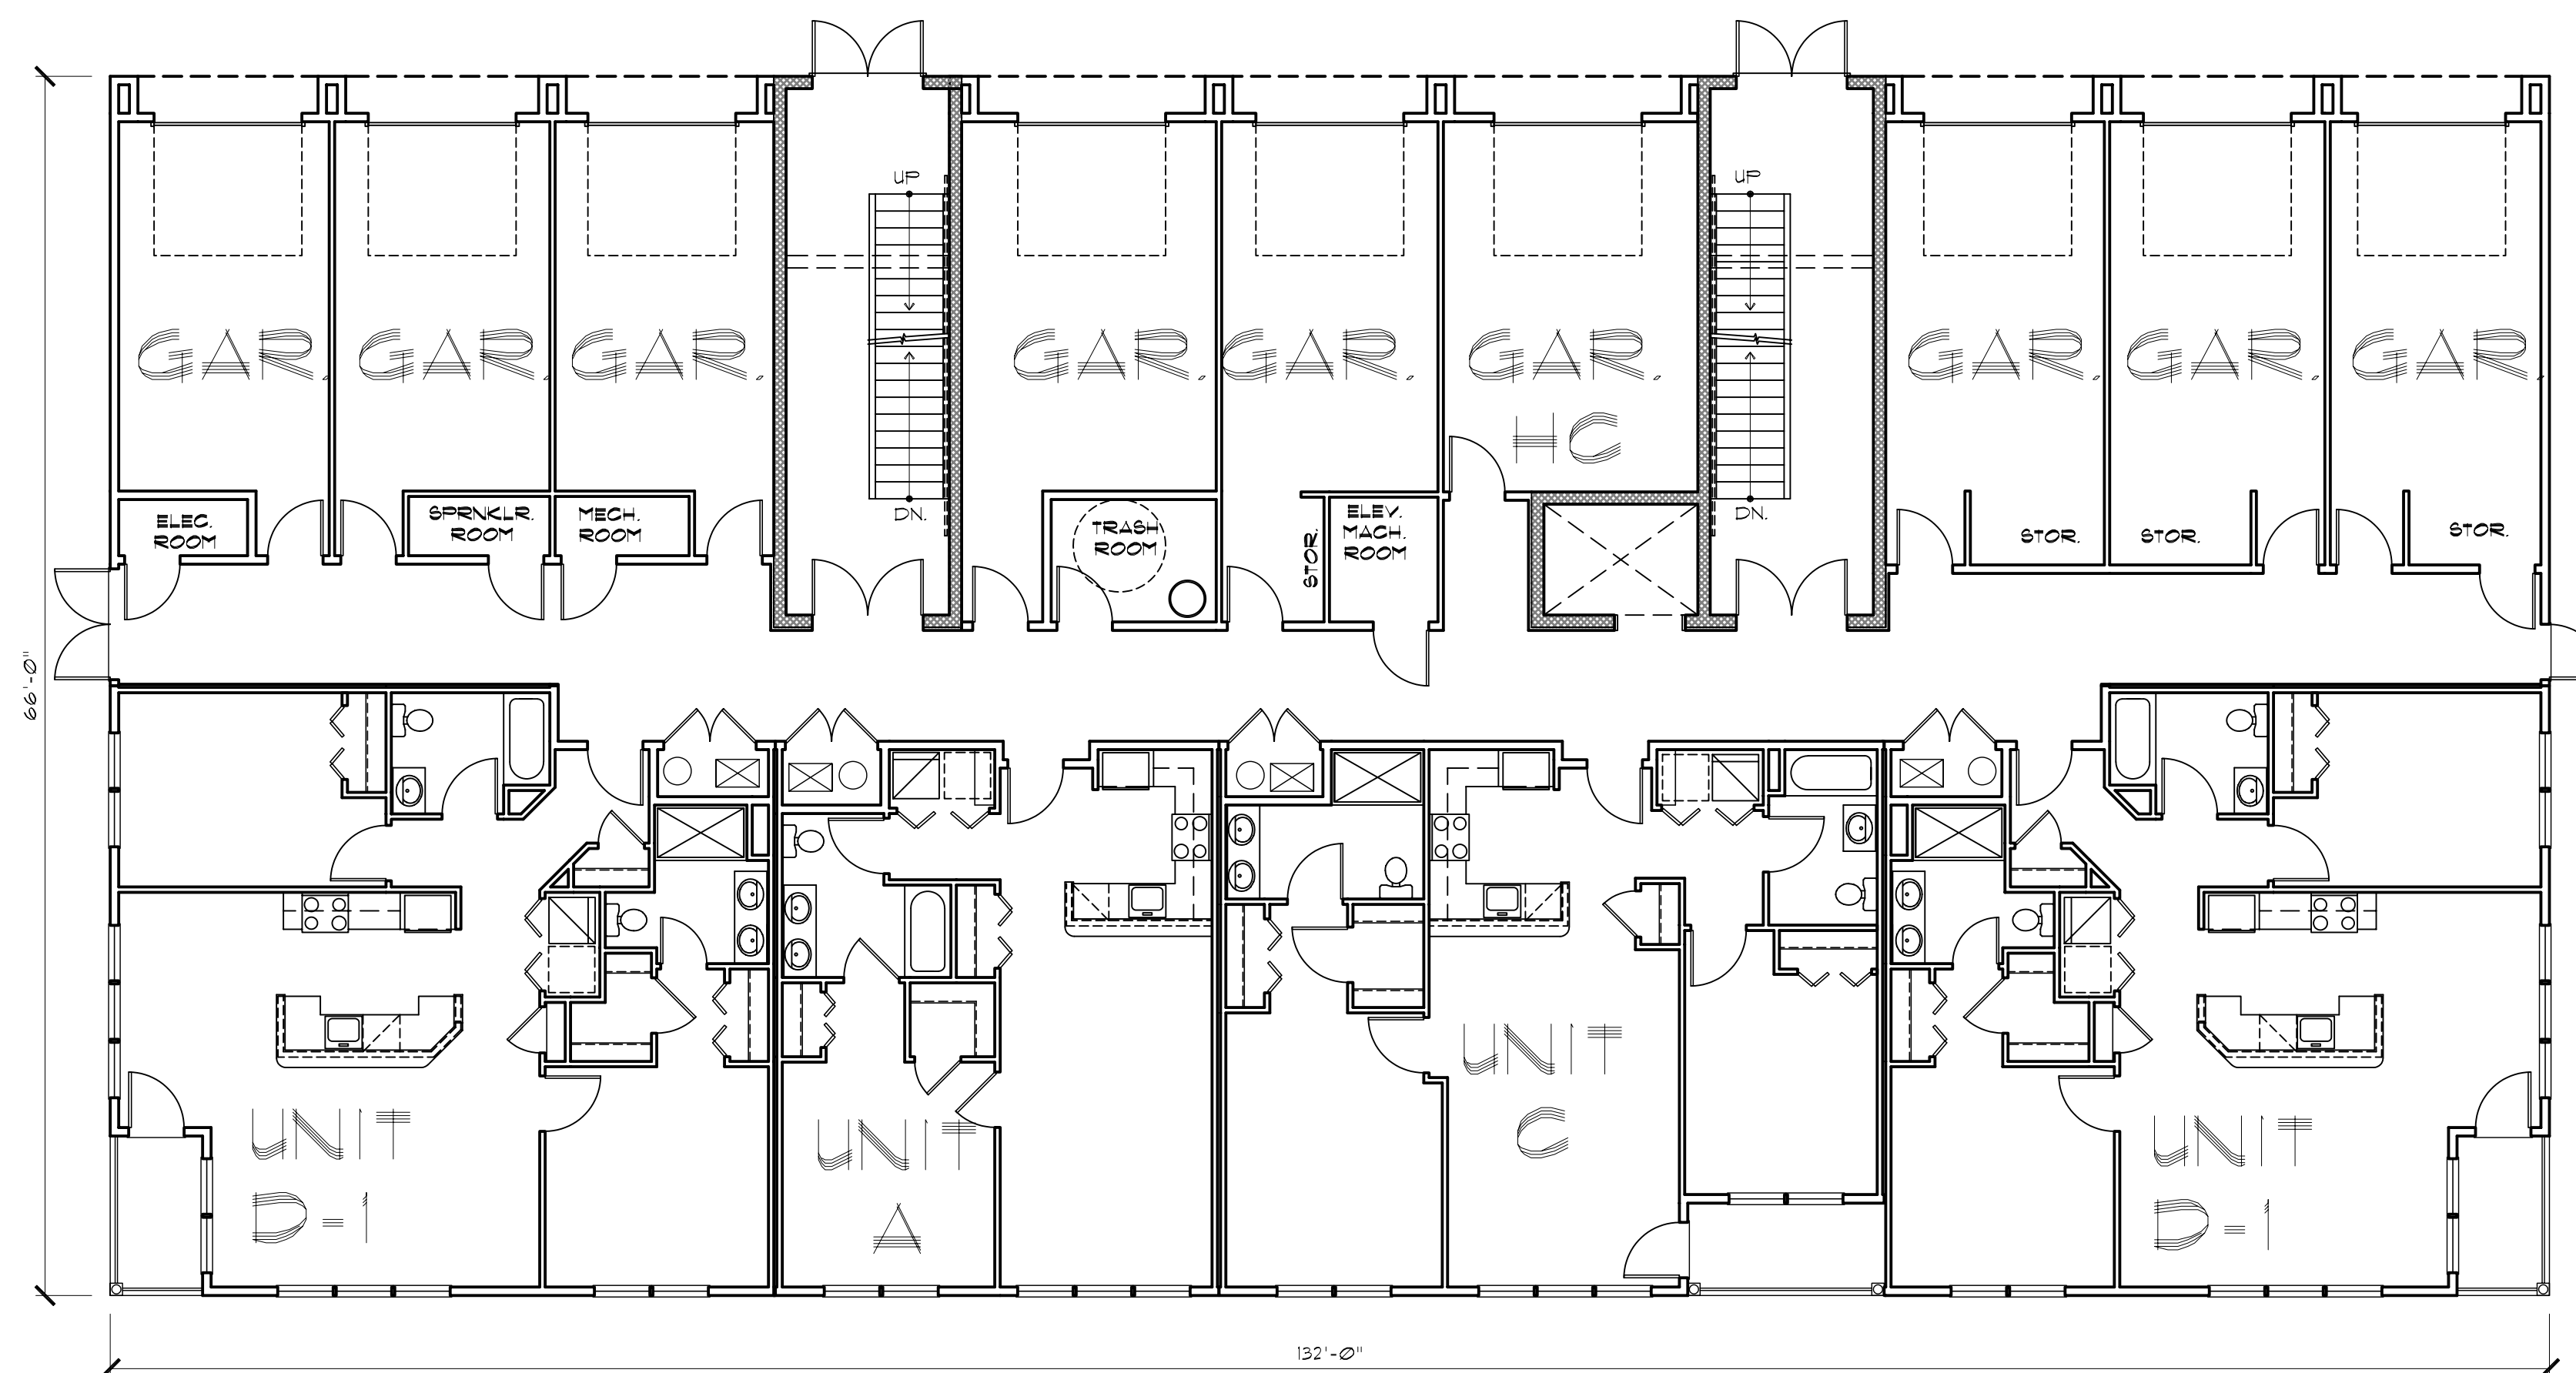 UP
UP
GAR.
GAR.
GAR.
GAR.
GAR.
GAR.
HC
GAR.
GAR.
GAR.
ELEC.
ROOM
SPRNKLR.
ROOM
MECH.
ROOM
DN.
TRASH
ROOM
STOR.
ELEV.
MACH.
ROOM
DN.
STOR.
STOR.
STOR.
66'-0"
UNIT
D-1
UNIT
A
UNIT
C
UNIT
D-1
132'-0"